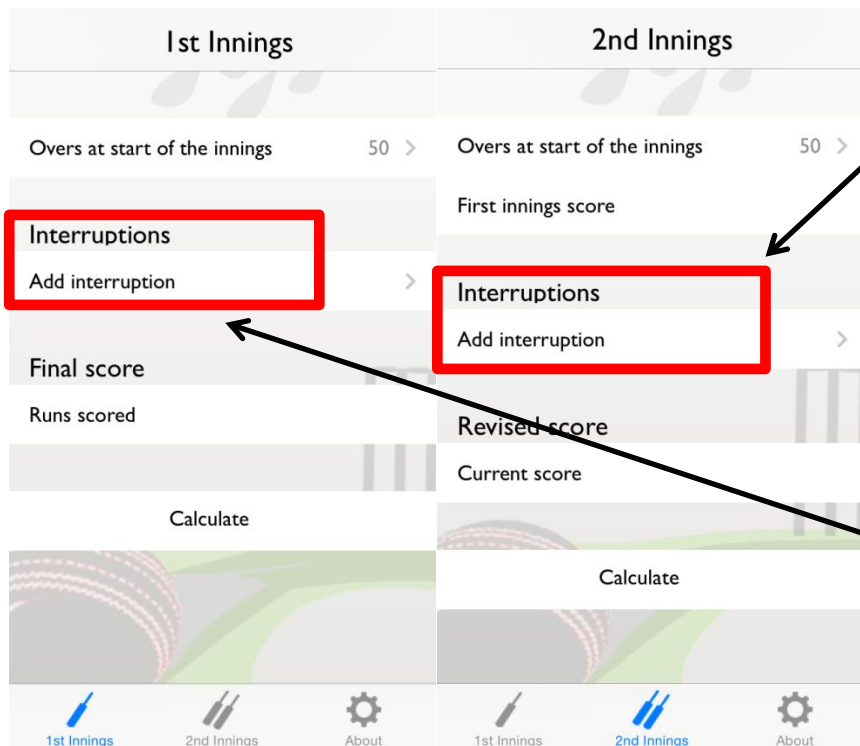 1st Innings
Overs at start of the innings 50
Interruptions
Add interruption
Final score
Runs scored
Calculate
1st Innings 2nd Innings About
2nd Innings
Overs at start of the innings 50
First innings score
Interruptions
Add interruption
Revised score
Current score
Calculate
1st Innings 2nd Innings About